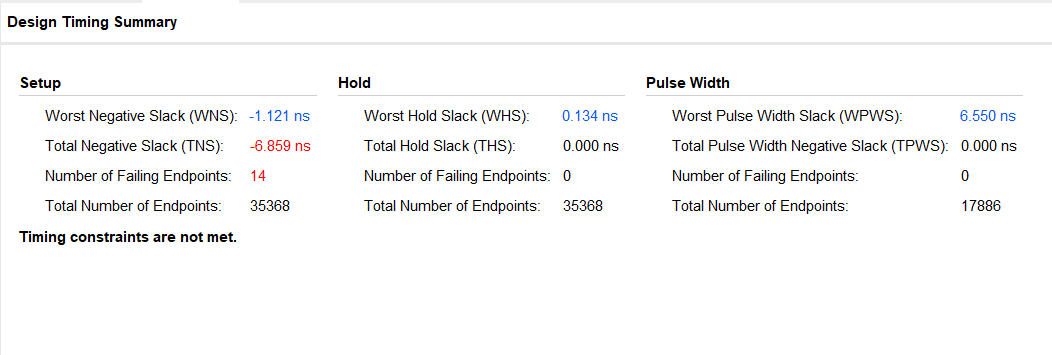 Design Timing Summary
Setup
Hold
Pulse Width
Worst Negative Slack (WNS): -1.121 ns
Worst Hold Slack (WHS): 0.134 ns
Worst Pulse Width Slack (WPWS): 6.550 ns
Total Negative Slack (TNS): -6.859 ns
Total Hold Slack (THS): 0.000 ns
Total Pulse Width Negative Slack (TPWS): 0.000 ns
Number of Failing Endpoints: 14
Number of Failing Endpoints: 0
Number of Failing Endpoints: 0
Total Number of Endpoints: 35368
Total Number of Endpoints: 35368
Total Number of Endpoints: 17886
Timing constraints are not met.